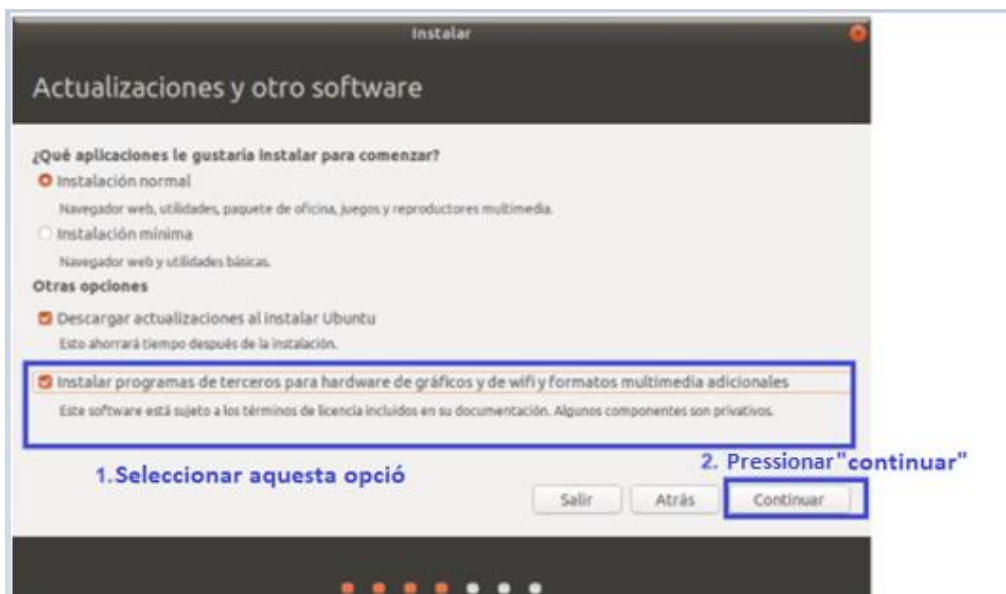 Instalar
Actualizaciones y otro software
¿Qué aplicaciones le gustaría instalar para comenzar?
Instalación normal
Navegador web, utilidades, paquete de oficina, juegos y reproductores multimedia.
Instalación mínima
Navegador web y utilidades básicas.
Otras opciones
Descargar actualizaciones al instalar Ubuntu
Esto ahorrará tiempo después de la instalación.
Instalar programas de terceros para hardware de gráficos y de wifi y formatos multimedia adicionales
Este software está sujeto a los términos de licencia incluidos en su documentación. Algunos componentes son privativos.
1.Seleccionar aquesta opció
2. Pressionar "continuar"
Salir Atrás Continuar